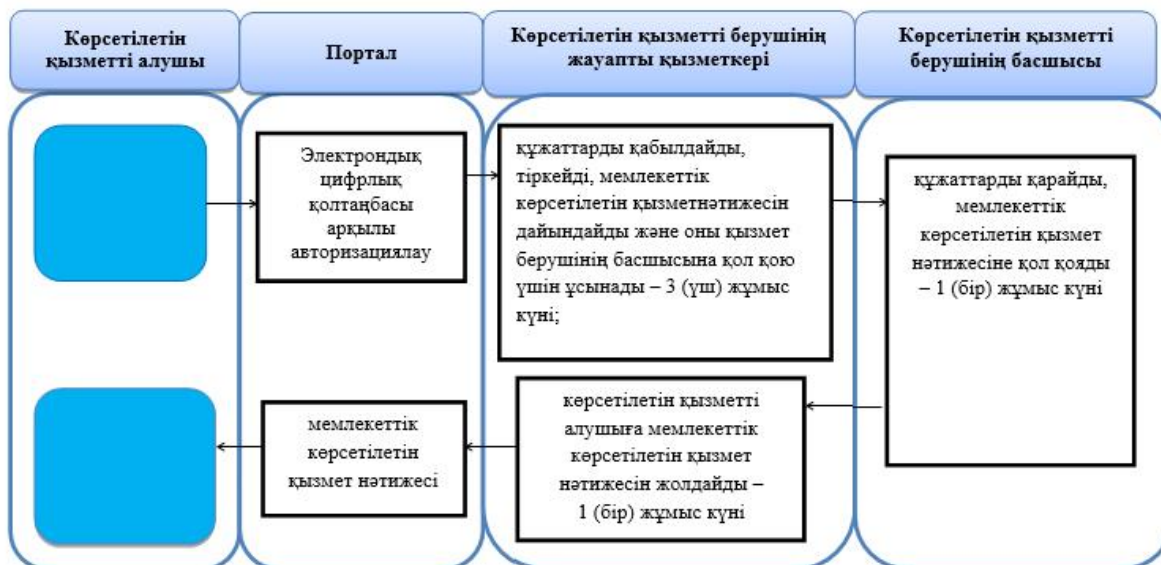 Көрсетілетін
қызметті алушы
Портал
Көрсетілетін қызметті берушінің
жауапты қызметкері
Көрсетілетін қызметті
берушінің басшысы
Электрондық
цифрлық
қолтаңбасы
арқылы
авторизациялау
құжаттарды қабылдайды,
тіркейді, мемлекеттік
көрсетілетін қызметнәтижесін
дайындайды және оны қызмет
берушінің басшысына қол қою
үшін ұсынады – 3 (үш) жұмыс
күні;
құжаттарды қарайды,
мемлекеттік
көрсетілетін қызмет
нәтижесіне қол қояды
– 1 (бір) жұмыс күні
мемлекеттік
көрсетілетін
қызмет нәтижесі
көрсетілетін қызметті
алушыға мемлекеттік
көрсетілетін қызмет
нәтижесін жолдайды –
1 (бір) жұмыс күні